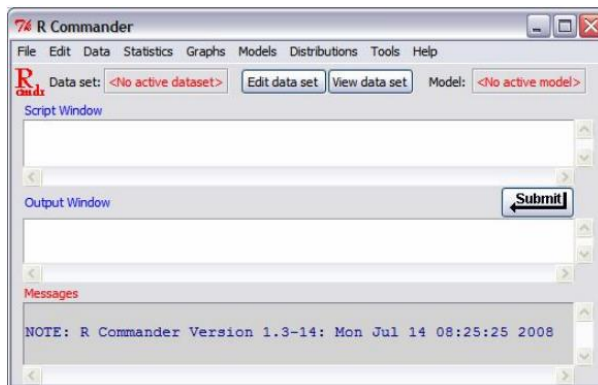 R Commander
File Edit Data Statistics Graphs Models Distributions Tools Help
R cmdr Data set: <No active dataset> Edit data set View data set Model: <No active model>
Script Window
Output Window Submit
Messages
NOTE: R Commander Version 1.3-14: Mon Jul 14 08:25:25 2008